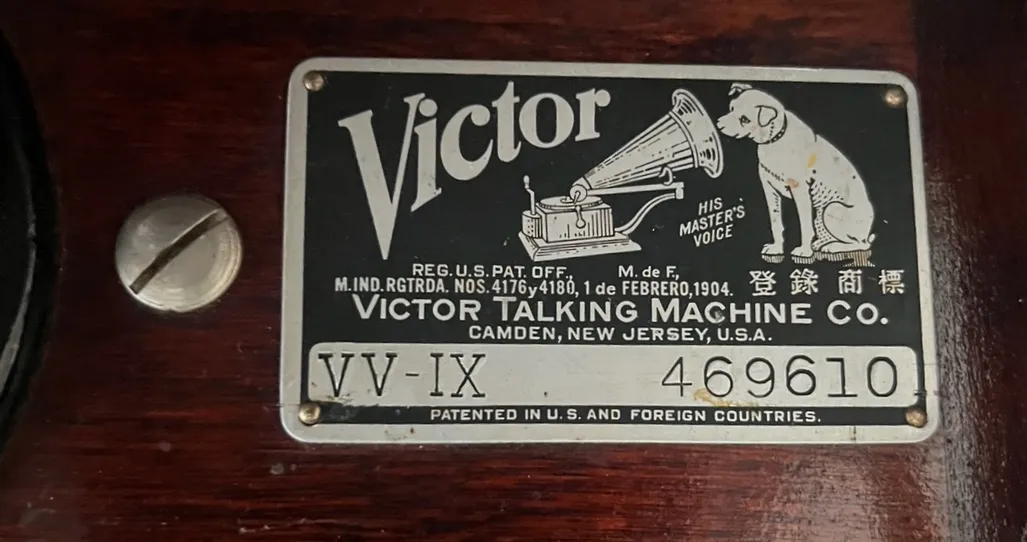 Victor
HIS
MASTER'S
VOICE
REG. U.S. PAT. OFF., M. de F.,
M.IND.RGTRDA. NOS. 4176 y 4180, 1 de FEBRERO, 1904.
登錄商標
VICTOR TALKING MACHINE CO.
CAMDEN, NEW JERSEY, U.S.A.
VV-IX 469610
PATENTED IN U.S. AND FOREIGN COUNTRIES.